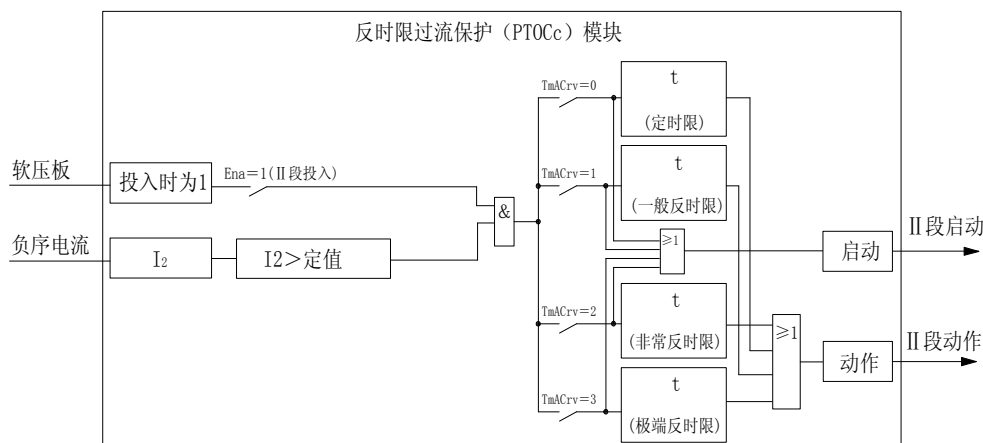 反时限过流保护（PTOCc）模块
TmACrv=0
t
(定时限)
软压板
投入时为1
Ena=1(Ⅱ段投入)
TmACrv=1
t
(一般反时限)
&
负序电流
I₂
I2>定值
≥1
启动
Ⅱ段启动
TmACrv=2
t
(非常反时限)
≥1
动作
Ⅱ段动作
TmACrv=3
t
(极端反时限)